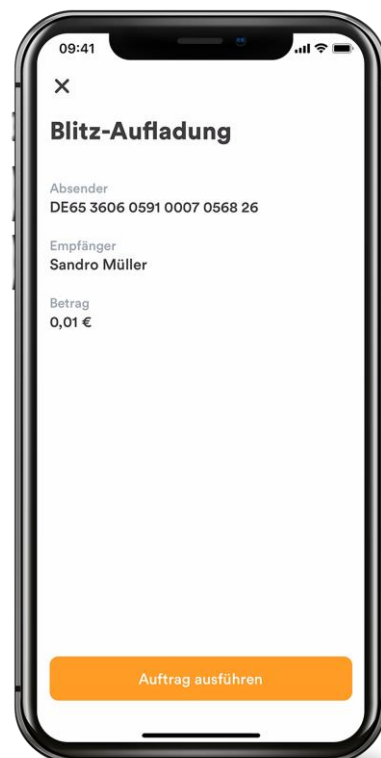 09:41
Blitz-Aufladung
Absender
DE65 3606 0591 0007 0568 26
Empfänger
Sandro Müller
Betrag
0,01 €
Auftrag ausführen